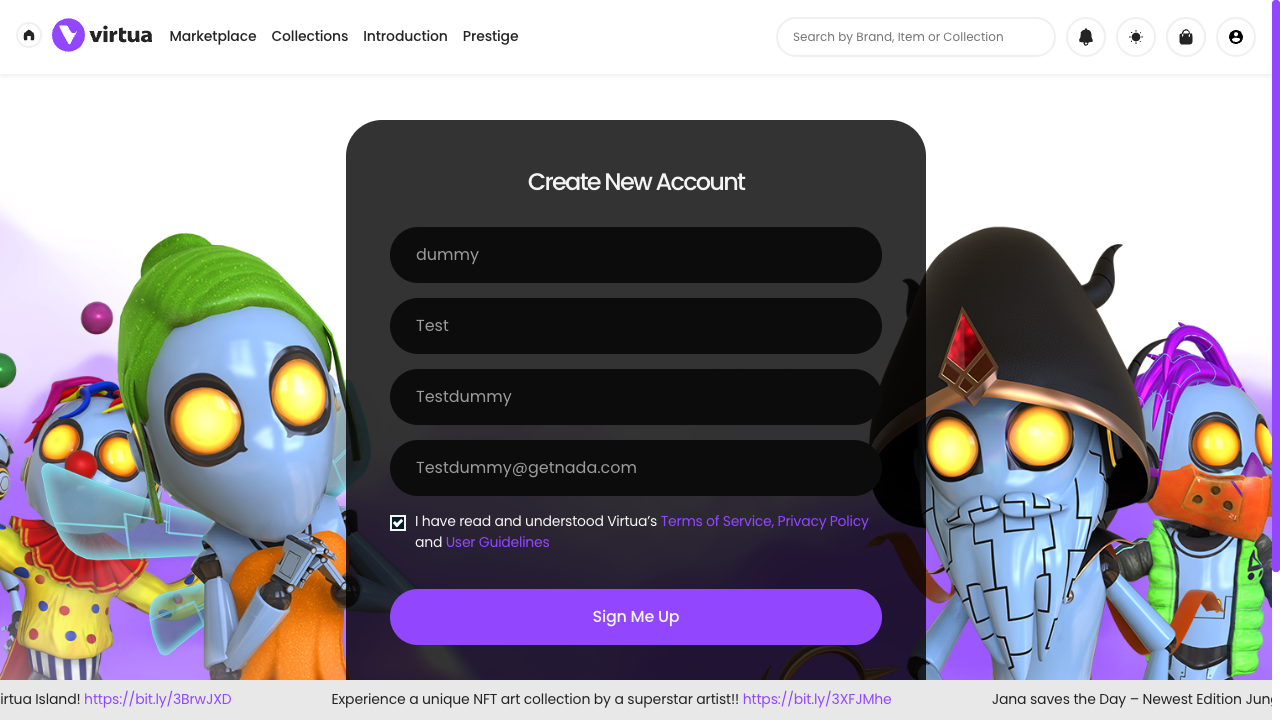 virtua
Marketplace
Collections
Introduction
Prestige
Search by Brand, Item or Collection
Create New Account
dummy
Test
Testdummy
Testdummy@getnada.com
I have read and understood Virtua’s Terms of Service, Privacy Policy
and User Guidelines
Sign Me Up
Island! https://bit.ly/3BrwJXD
Experience a unique NFT art collection by a superstar artist!! https://bit.ly/3XFJMhe
Jana saves the Day – Newest Edition